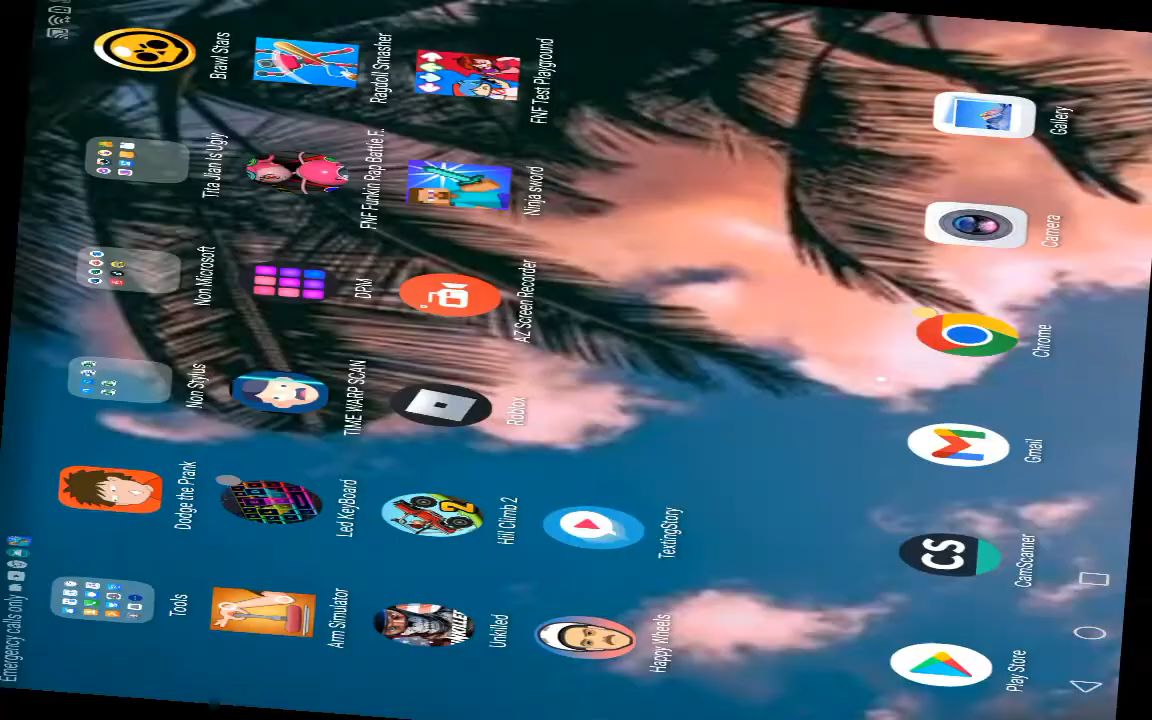 Emergency calls only
Tools
Dodge the Prank
Non Stylus
Non Microsoft
Tita Jian Is Ugly
Brawl Stars
Arm Simulator
Led KeyBoard
TIME WARP SCAN
DPM
FNF Funkin Rap Battle F..
Ragdoll Smasher
Unkilled
Hill Climb 2
Roblox
AZ Screen Recorder
Ninja sword
FNF Test Playground
Happy Wheels
TextingStory
Play Store
CS
CamScanner
Gmail
Chrome
Camera
Gallery